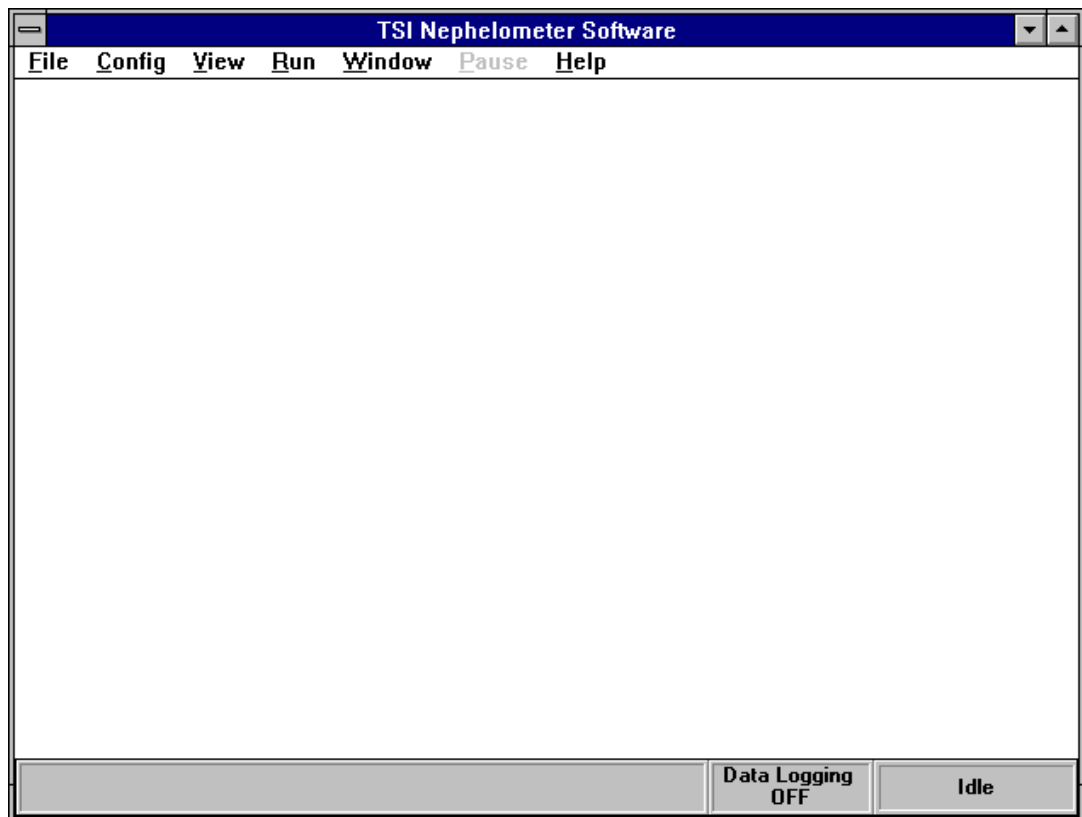 TSI Nephelometer Software
File Config View Run Window Pause Help
Data Logging
OFF
Idle